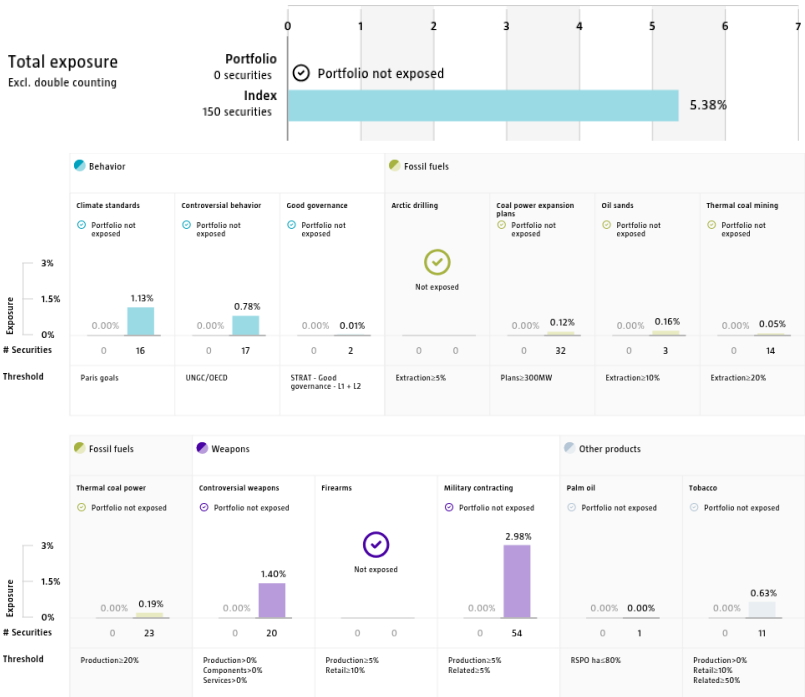 0 1 2 3 4 5 6 7
Total exposure
Excl. double counting
Portfolio
0 securities
Portfolio not exposed
Index
150 securities
5.38%
Behavior
Fossil fuels
Climate standards
Controversial behavior
Good governance
Arctic drilling
Coal power expansion
plans
Oil sands
Thermal coal mining
Portfolio not
exposed
Portfolio not
exposed
Portfolio not
exposed
Portfolio not
exposed
Portfolio not
exposed
Portfolio not
exposed
Not exposed
Exposure
3%
1.5%
0%
0.00% 1.13%
0.00% 0.78%
0.00% 0.01%
0.00% 0.12%
0.00% 0.16%
0.00% 0.05%
# Securities
0 16
0 17
0 2
0 0
0 32
0 3
0 14
Threshold
Paris goals
UNGC/OECD
STRAT - Good
governance - L1 + L2
Extraction≥5%
Plans≥300MW
Extraction≥10%
Extraction≥20%
Fossil fuels
Weapons
Other products
Thermal coal power
Controversial weapons
Firearms
Military contracting
Palm oil
Tobacco
Portfolio not exposed
Portfolio not exposed
Portfolio not exposed
Portfolio not exposed
Portfolio not exposed
Not exposed
Exposure
3%
1.5%
0%
0.00% 0.19%
0.00% 1.40%
0.00% 2.98%
0.00% 0.00%
0.00% 0.63%
# Securities
0 23
0 20
0 0
0 54
0 1
0 11
Threshold
Production≥20%
Production>0%
Components>0%
Services>0%
Production≥5%
Retail≥10%
Production≥5%
Related≥5%
RSPO ha≤80%
Production>0%
Retail≥10%
Related≥50%